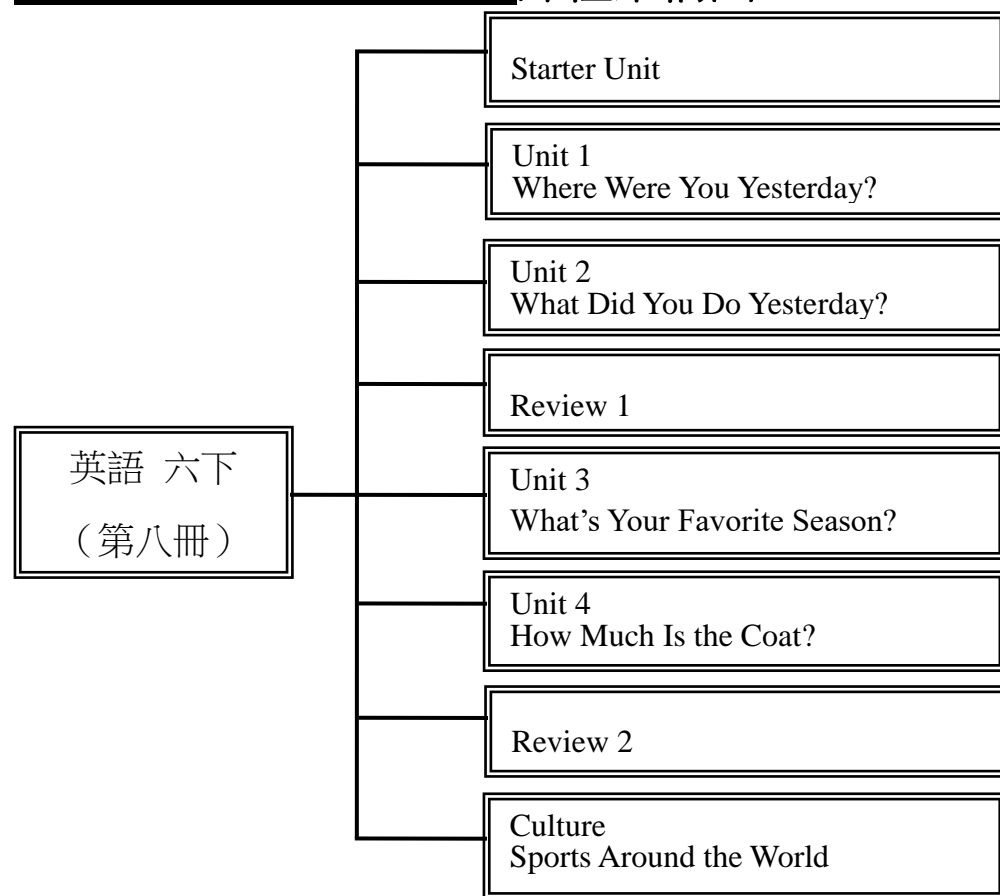 Starter Unit
Unit 1
Where Were You Yesterday?
Unit 2
What Did You Do Yesterday?
Review 1
英語 六下
（第八冊）
Unit 3
What's Your Favorite Season?
Unit 4
How Much Is the Coat?
Review 2
Culture
Sports Around the World